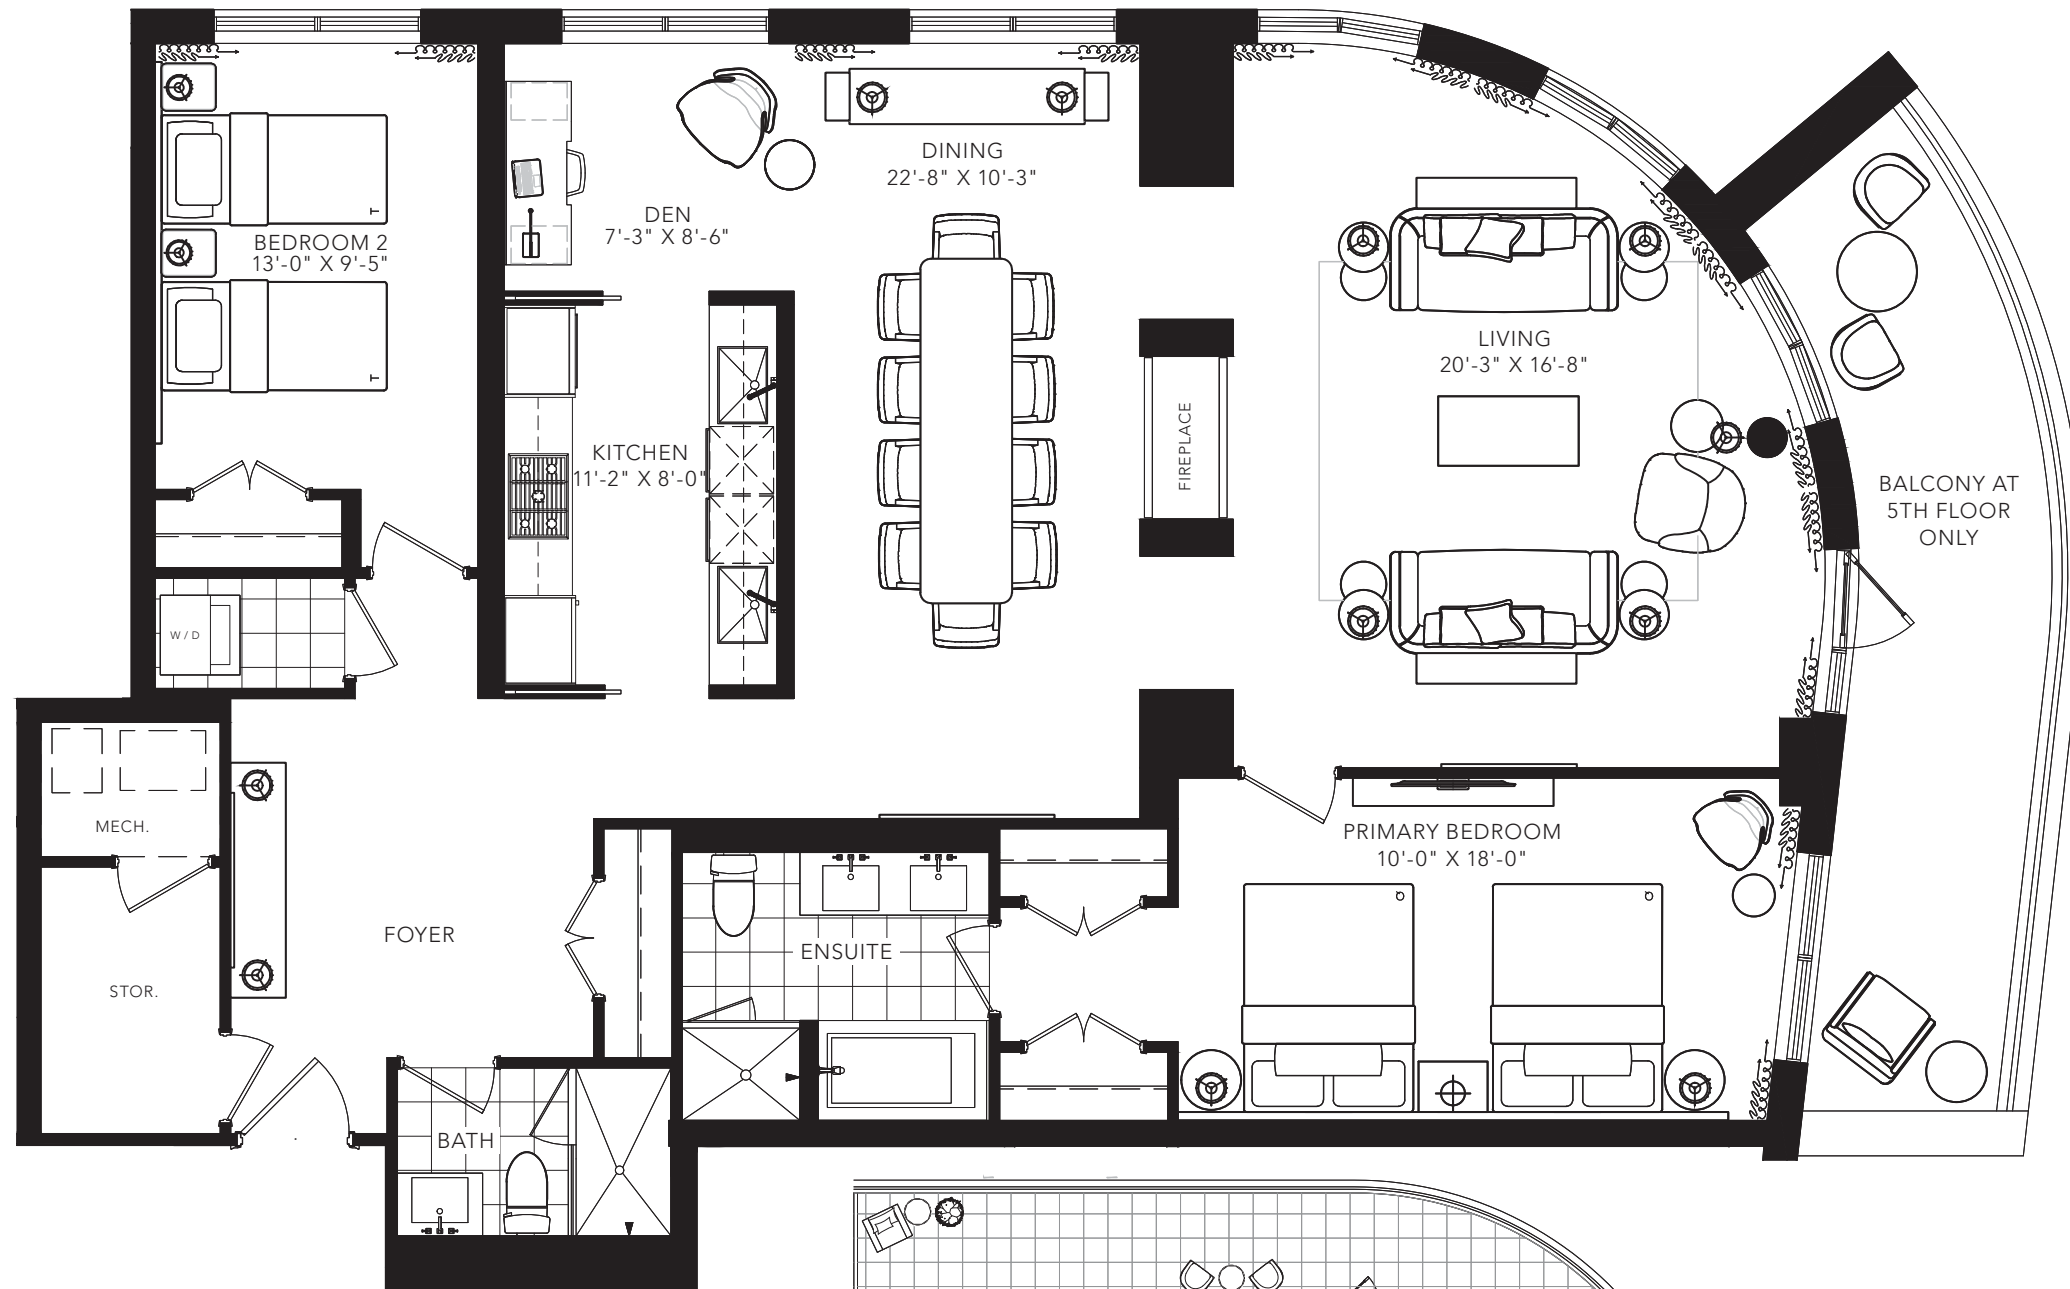 DINING
22'-8" X 10'-3"
DEN
7'-3" X 8'-6"
BEDROOM 2
13'-0" X 9'-5"
LIVING
20'-3" X 16'-8"
KITCHEN
11'-2" X 8'-0"
FIREPLACE
BALCONY AT
5TH FLOOR
ONLY
W/D
MECH.
PRIMARY BEDROOM
10'-0" X 18'-0"
FOYER
ENSUITE
STOR.
BATH